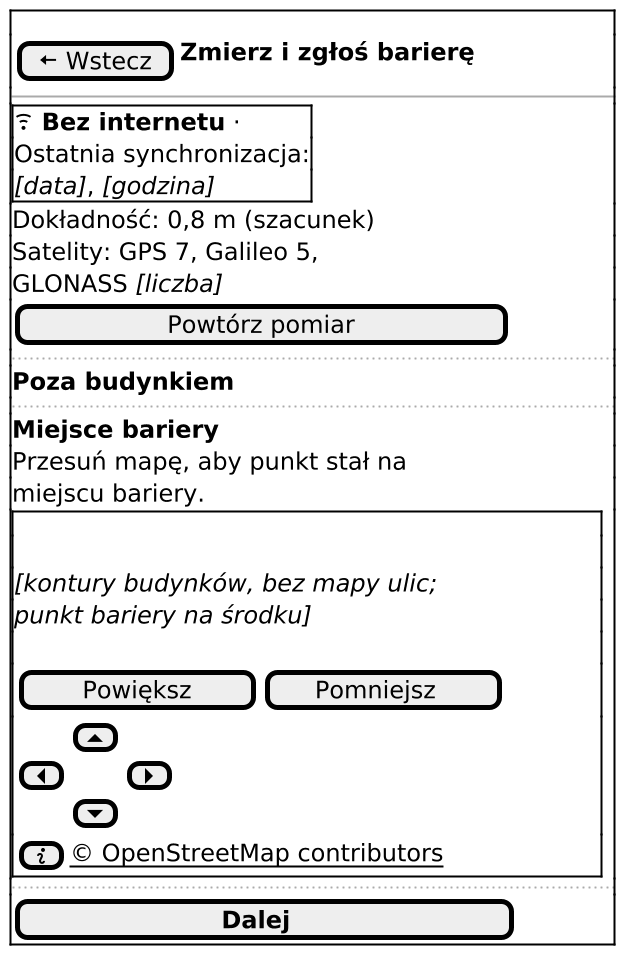 ← Wstecz Zmierz i zgłoś barierę
Bez internetu ·
Ostatnia synchronizacja:
[data], [godzina]
Dokładność: 0,8 m (szacunek)
Satelity: GPS 7, Galileo 5,
GLONASS [liczba]
Powtórz pomiar
Poza budynkiem
Miejsce bariery
Przesuń mapę, aby punkt stał na
miejscu bariery.
[kontury budynków, bez mapy ulic;
punkt bariery na środku]
Powiększ Pomniejsz
i © OpenStreetMap contributors
Dalej